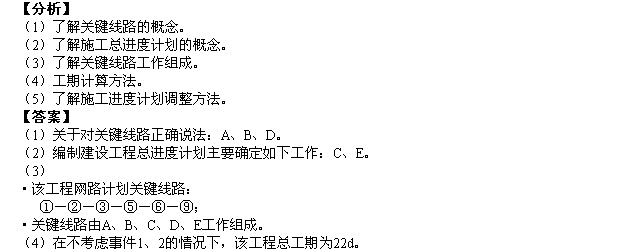 【分析】
（1）了解关键线路的概念。
（2）了解施工总进度计划的概念。
（3）了解关键线路工作组成。
（4）工期计算方法。
（5）了解施工进度计划调整方法。
【答案】
（1）关于对关键线路正确说法：A、B、D。
（2）编制建设工程总进度计划主要确定如下工作：C、E。
（3）
·该工程网路计划关键线路：
①—②—③—⑤—⑥—⑨；
·关键线路由A、B、C、D、E工作组成。
（4）在不考虑事件1、2的情况下，该工程总工期为22d。